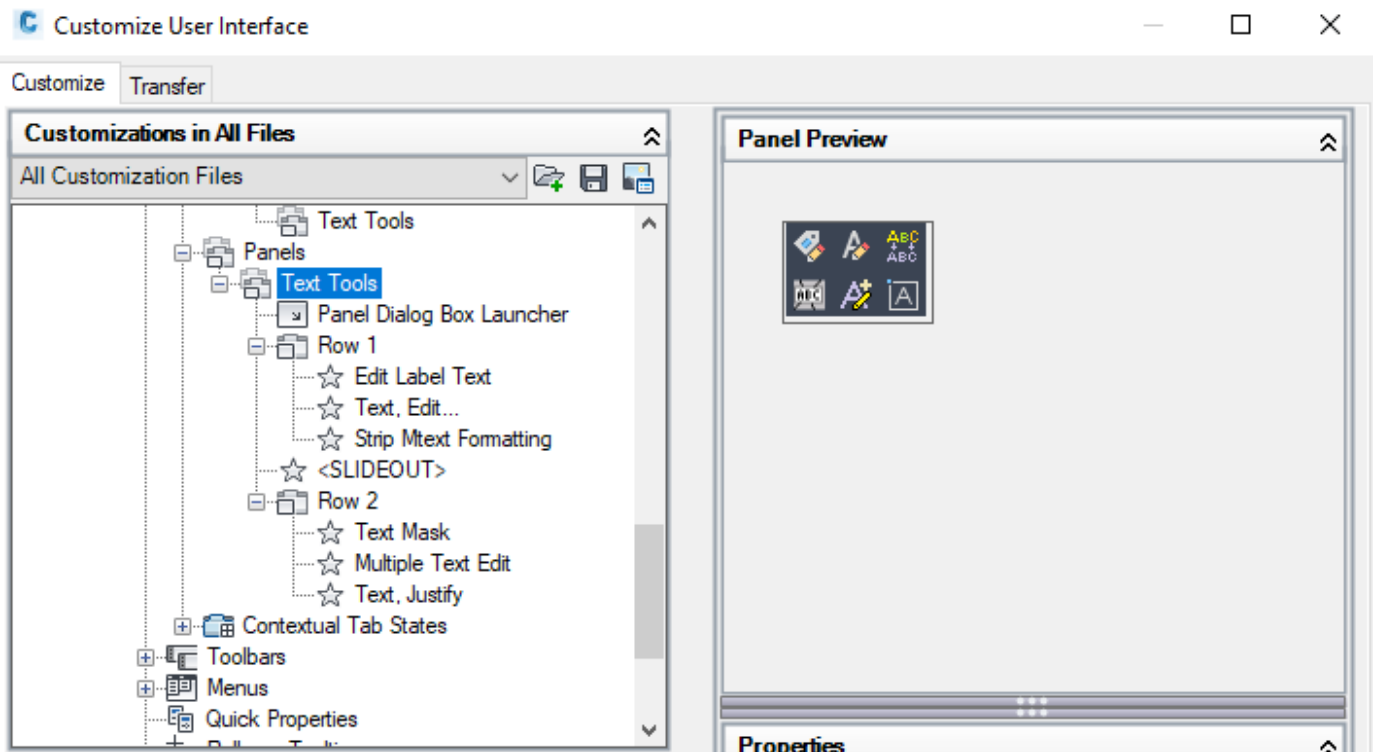 Customize User Interface
Customize
Transfer
Customizations in All Files
All Customization Files
Text Tools
Panels
Text Tools
Panel Dialog Box Launcher
Row 1
Edit Label Text
Text, Edit...
Strip Mtext Formatting
<SLIDEOUT>
Row 2
Text Mask
Multiple Text Edit
Text, Justify
Contextual Tab States
Toolbars
Menus
Quick Properties
Panel Preview
ABC
ABC
A
Properties